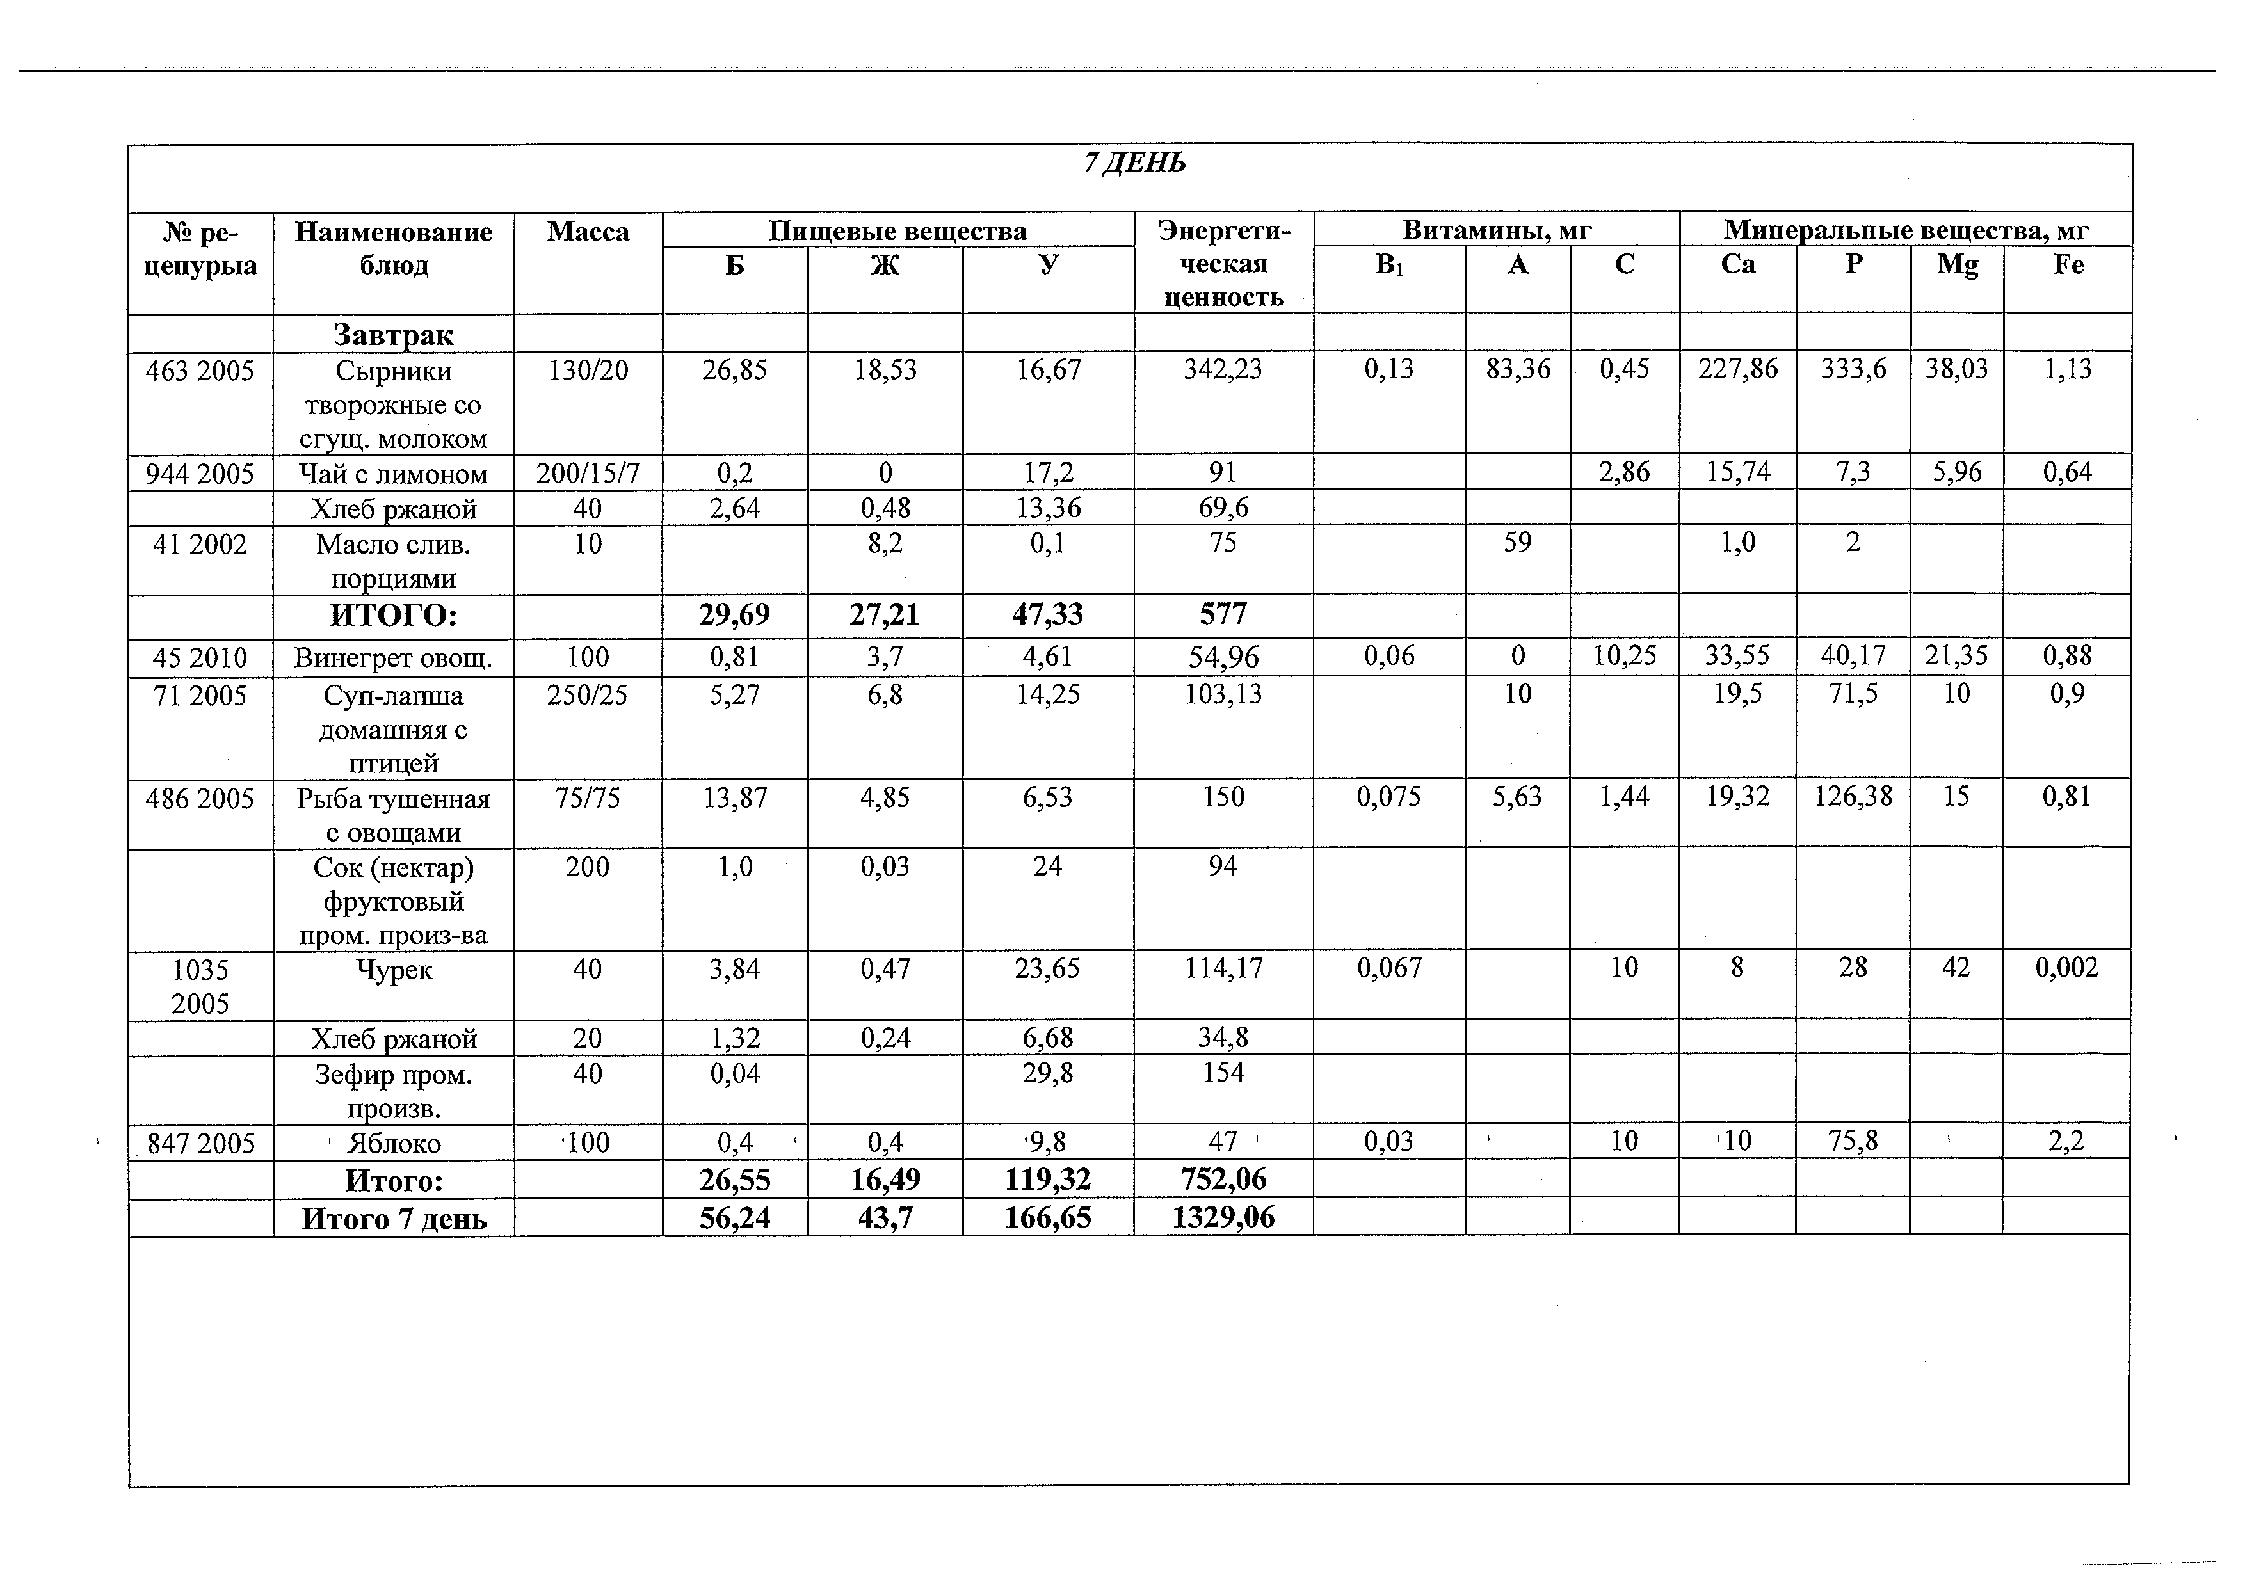 7 ДЕНЬ
№ ре- Наименование Масса Пищевые вещества Энергети- Витамины, мг Минеральные вещества, мг
цепурыа блюд Б Ж У ческая B1 A C Ca P Mg Fe
ценность
Завтрак
463 2005 Сырники 130/20 26,85 18,53 16,67 342,23 0,13 83,36 0,45 227,86 333,6 38,03 1,13
творожные со
сгущ. молоком
944 2005 Чай с лимоном 200/15/7 0,2 0 17,2 91 2,86 15,74 7,3 5,96 0,64
Хлеб ржаной 40 2,64 0,48 13,36 69,6
41 2002 Масло слив. 10 8,2 0,1 75 59 1,0 2
порциями
ИТОГО: 29,69 27,21 47,33 577
45 2010 Винегрет овощ. 100 0,81 3,7 4,61 54,96 0,06 0 10,25 33,55 40,17 21,35 0,88
71 2005 Суп-лапша 250/25 5,27 6,8 14,25 103,13 10 19,5 71,5 10 0,9
домашняя с
птицей
486 2005 Рыба тушенная 75/75 13,87 4,85 6,53 150 0,075 5,63 1,44 19,32 126,38 15 0,81
с овощами
Сок (нектар) 200 1,0 0,03 24 94
фруктовый
пром. произ-ва
1035 Чурек 40 3,84 0,47 23,65 114,17 0,067 10 8 28 42 0,002
2005
Хлеб ржаной 20 1,32 0,24 6,68 34,8
Зефир пром. 40 0,04 29,8 154
произв.
847 2005 Яблоко 100 0,4 0,4 9,8 47 0,03 10 10 75,8 2,2
Итого: 26,55 16,49 119,32 752,06
Итого 7 день 56,24 43,7 166,65 1329,06